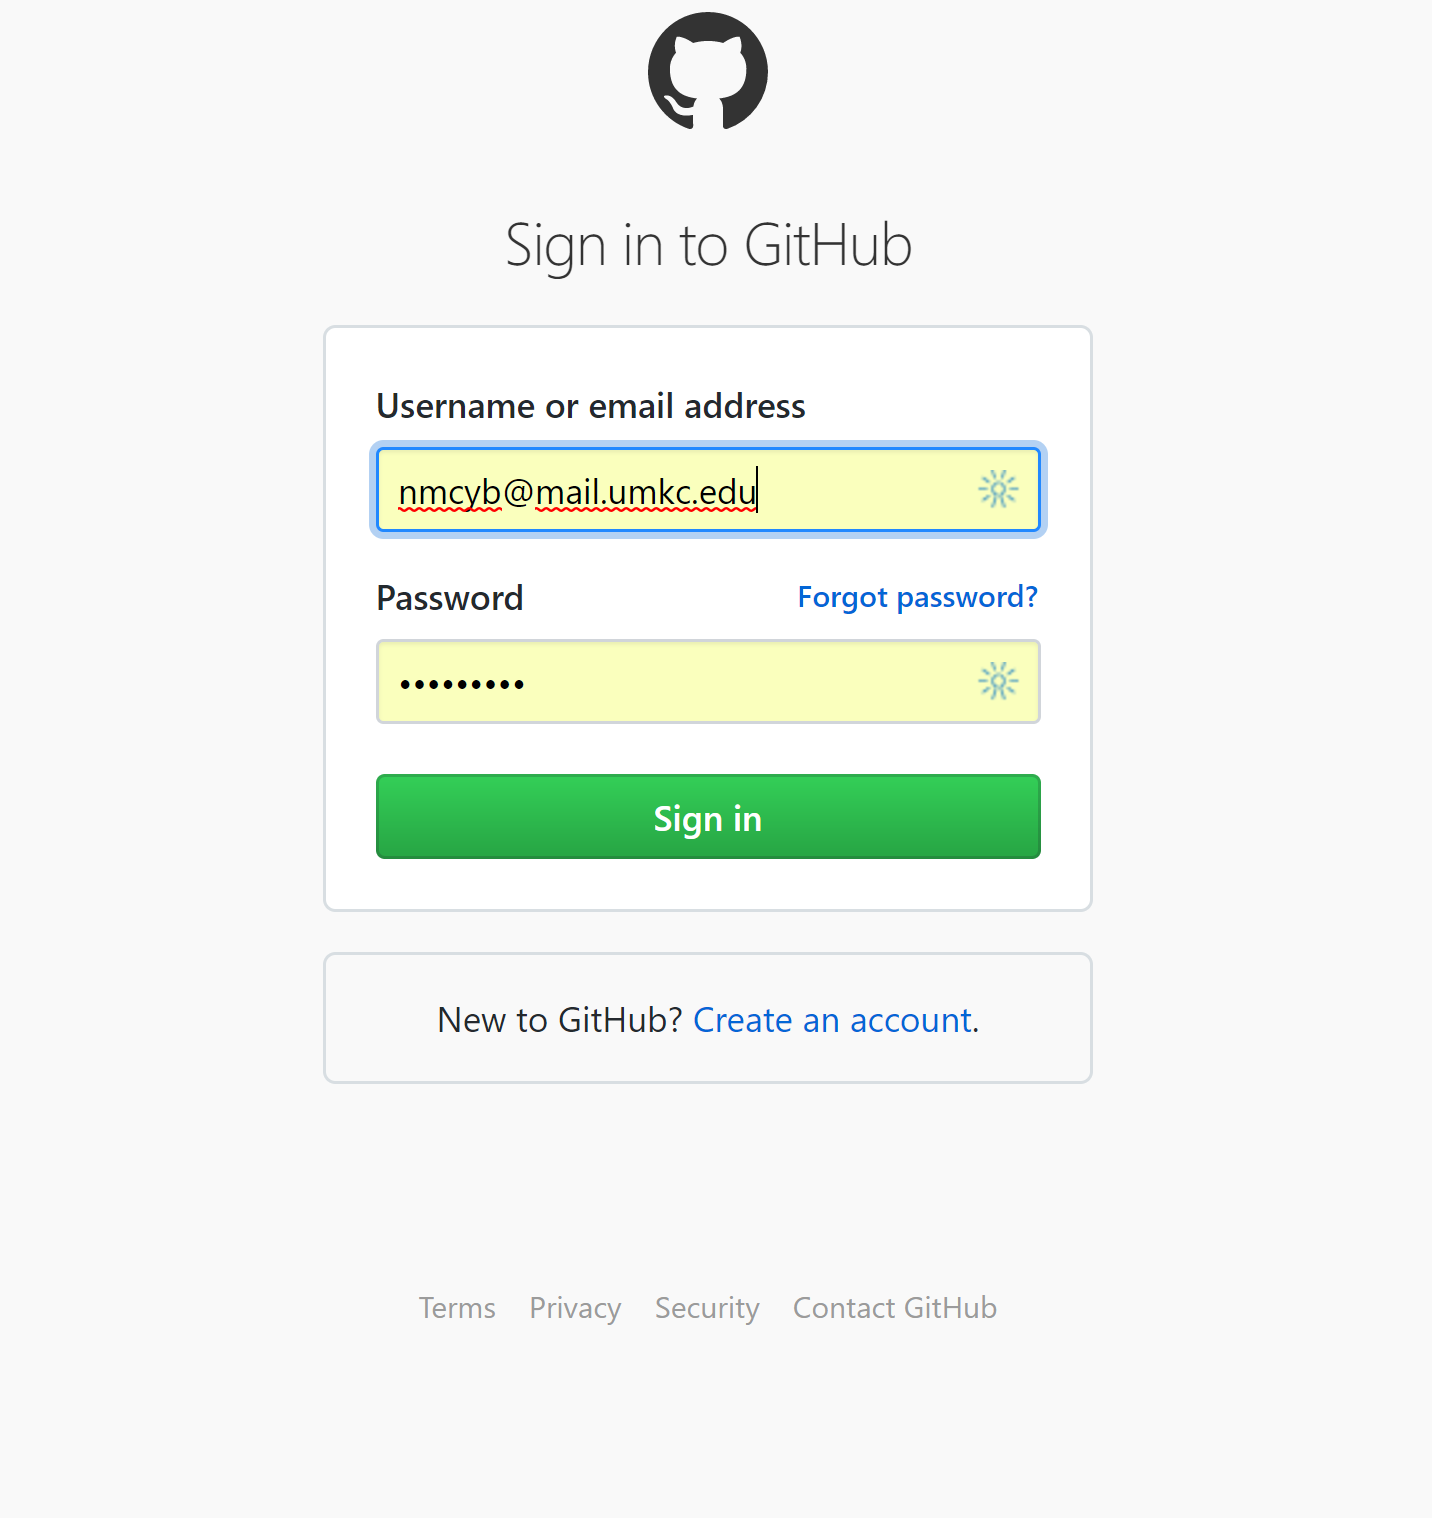 Sign in to GitHub
Username or email address
nmcyb@mail.umkc.edu
Password Forgot password?
•••••••••
Sign in
New to GitHub? Create an account.
Terms Privacy Security Contact GitHub